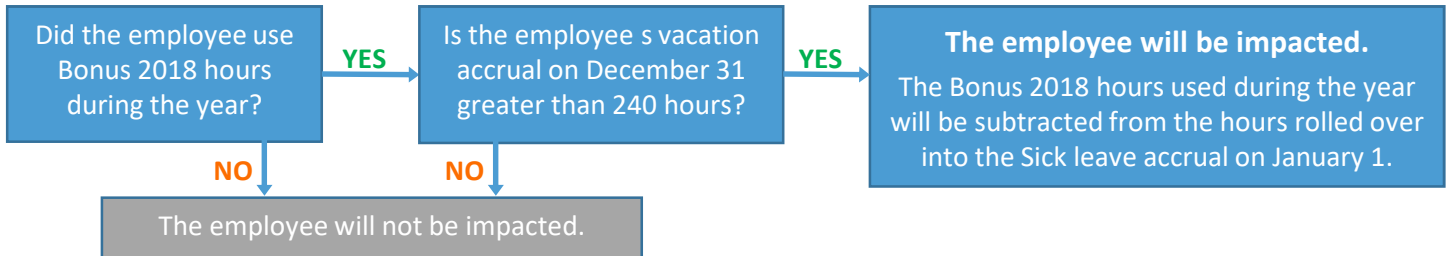 Did the employee use
Bonus 2018 hours
during the year?
YES
Is the employee s vacation
accrual on December 31
greater than 240 hours?
YES
The employee will be impacted.
The Bonus 2018 hours used during the year
will be subtracted from the hours rolled over
into the Sick leave accrual on January 1.
NO
NO
The employee will not be impacted.